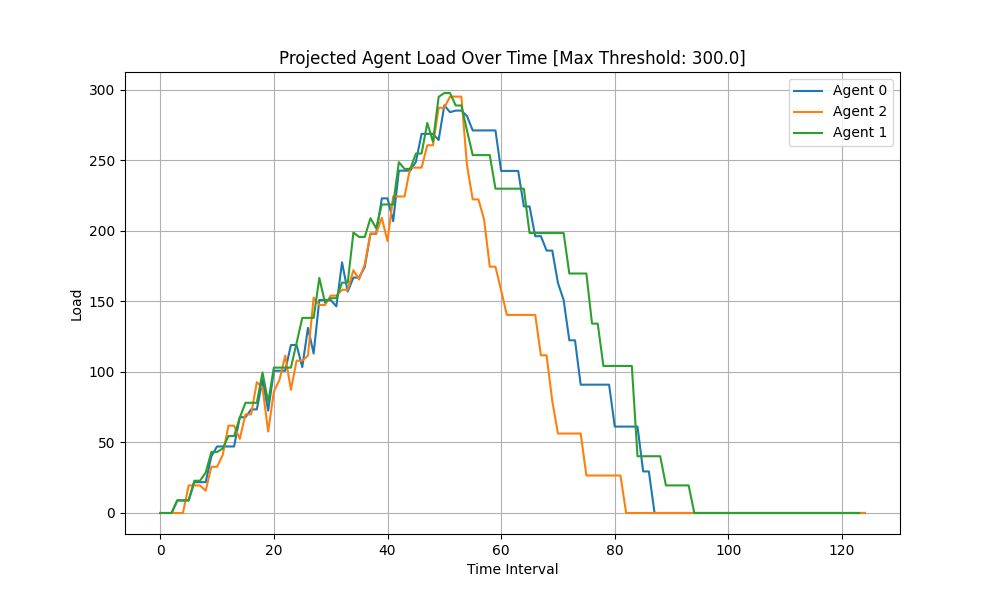 Projected Agent Load Over Time [Max Threshold: 300.0]
Agent 0
Agent 2
Agent 1
Load
300
250
200
150
100
50
0
0 20 40 60 80 100 120
Time Interval